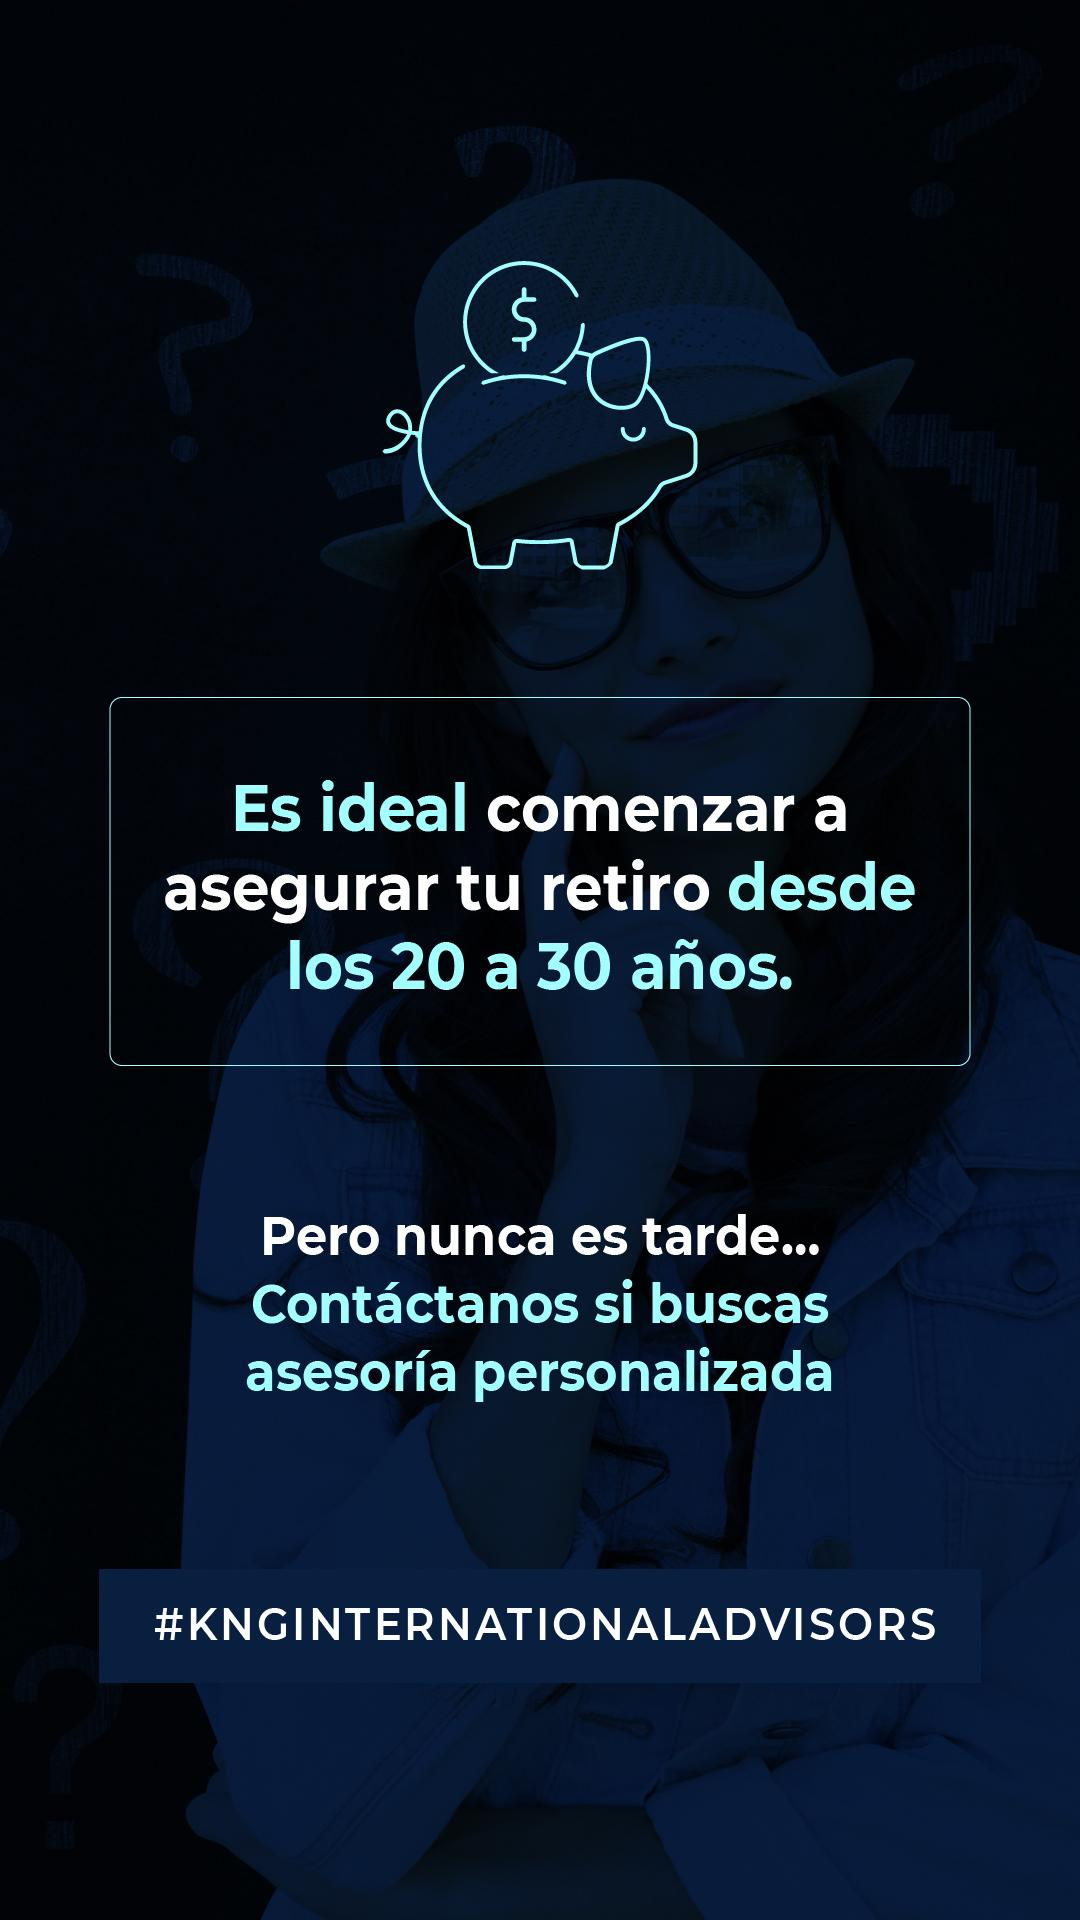 $
Es ideal comenzar a
asegurar tu retiro desde
los 20 a 30 años.
Pero nunca es tarde...
Contáctanos si buscas
asesoría personalizada
#KNGINTERNATIONALADVISORS